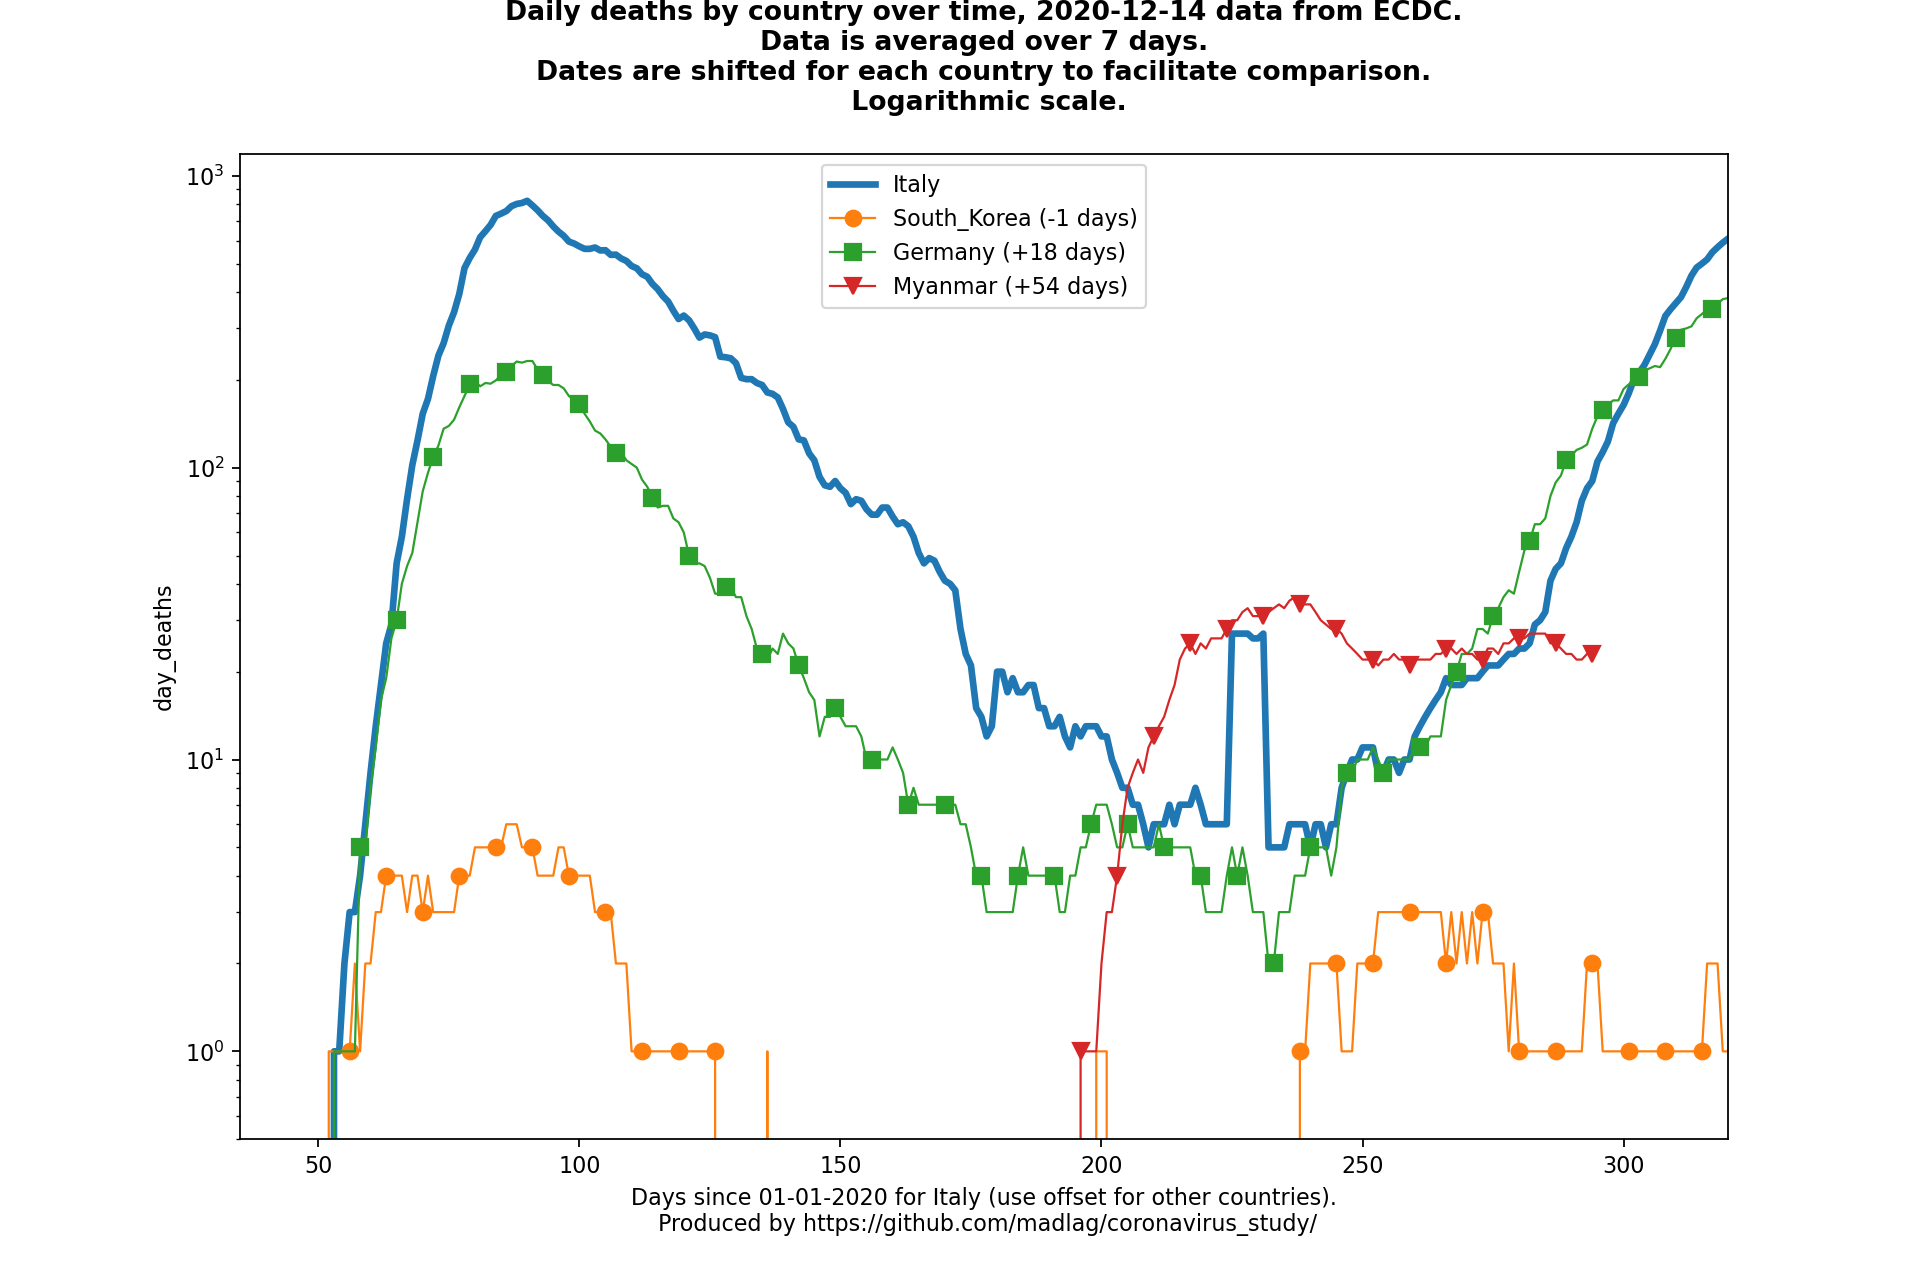 Daily deaths by country over time, 2020-12-14 data from ECDC.
Data is averaged over 7 days.
Dates are shifted for each country to facilitate comparison.
Logarithmic scale.
Italy
South_Korea (-1 days)
Germany (+18 days)
Myanmar (+54 days)
10³
10²
10¹
10⁰
day_deaths
50 100 150 200 250 300
Days since 01-01-2020 for Italy (use offset for other countries).
Produced by https://github.com/madlag/coronavirus_study/